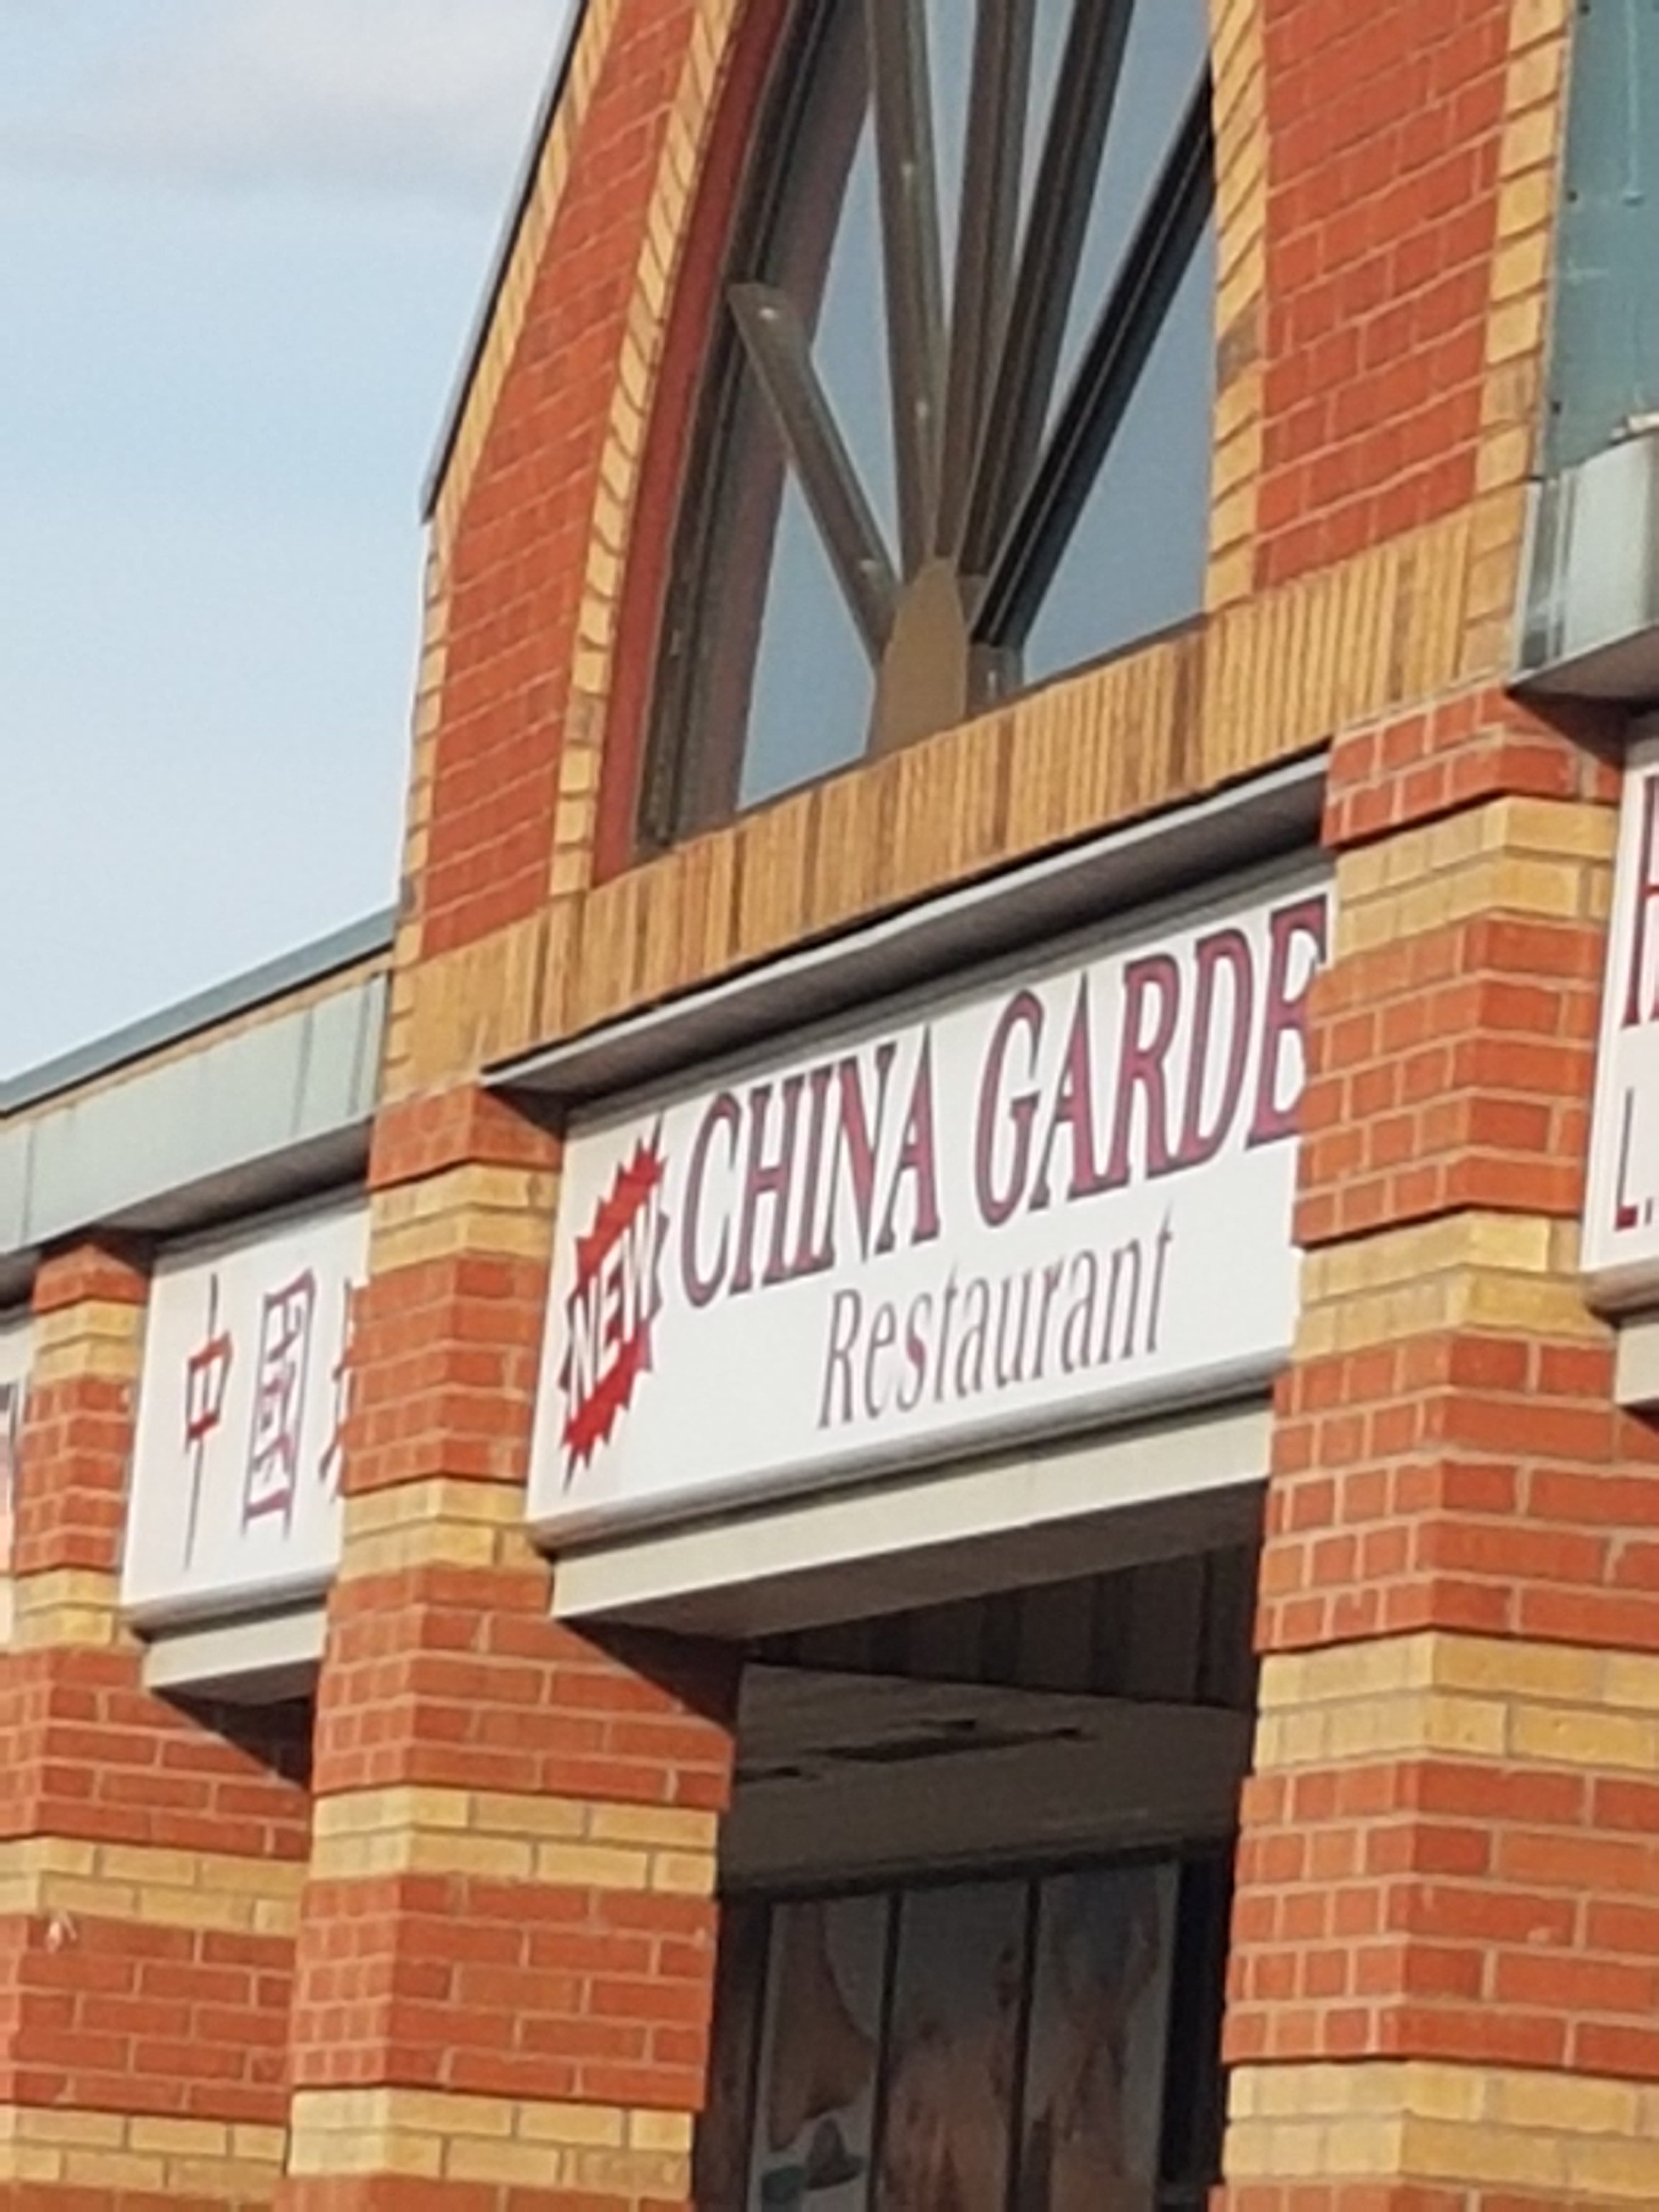 中國
NEW
CHINA GARDE
Restaurant